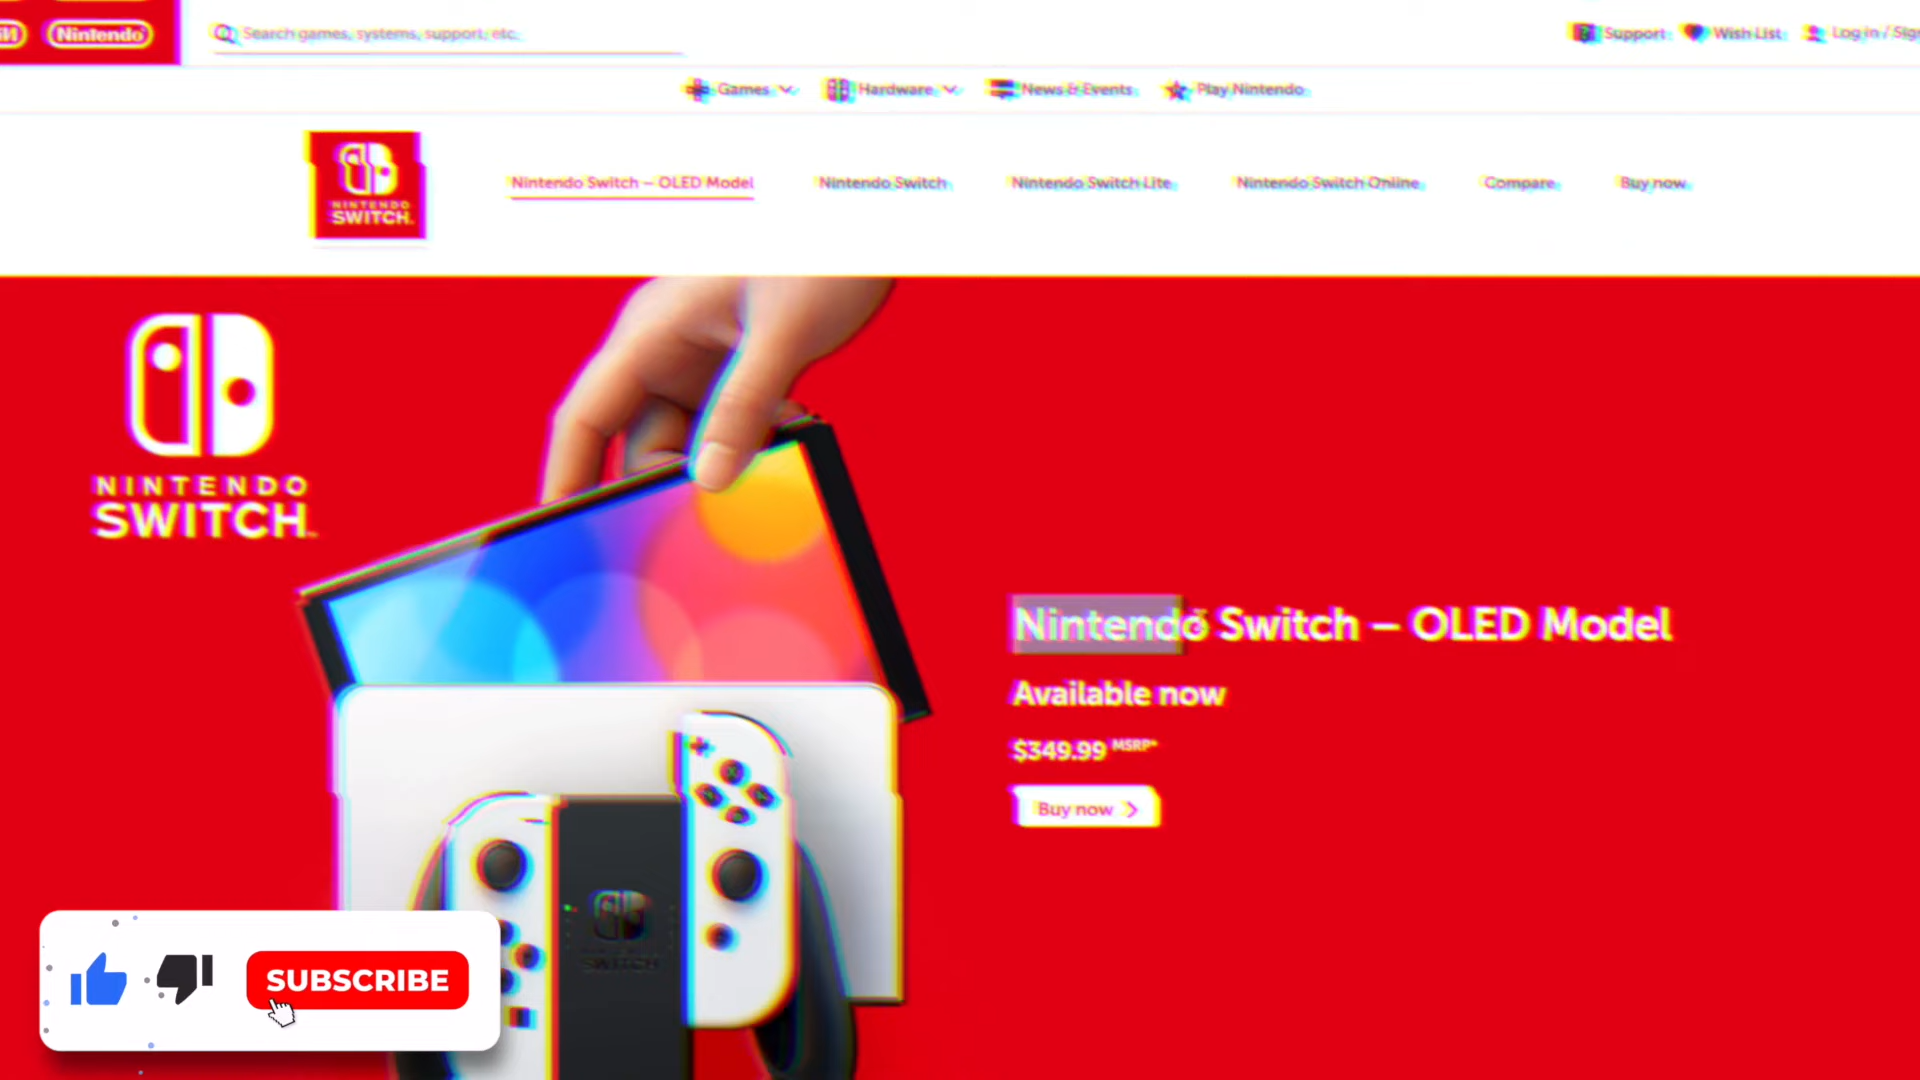 Nintendo
Search games, systems, support, etc.
Support
Wish List
Log in / Sig
Games
Hardware
News & Events
Play Nintendo
NINTENDO
SWITCH
Nintendo Switch – OLED Model
Nintendo Switch
Nintendo Switch Lite
Nintendo Switch Online
Compare
Buy now
NINTENDO
SWITCH
Nintendo Switch – OLED Model
Available now
$349.99 MSRP*
Buy now
SWITCH
SUBSCRIBE